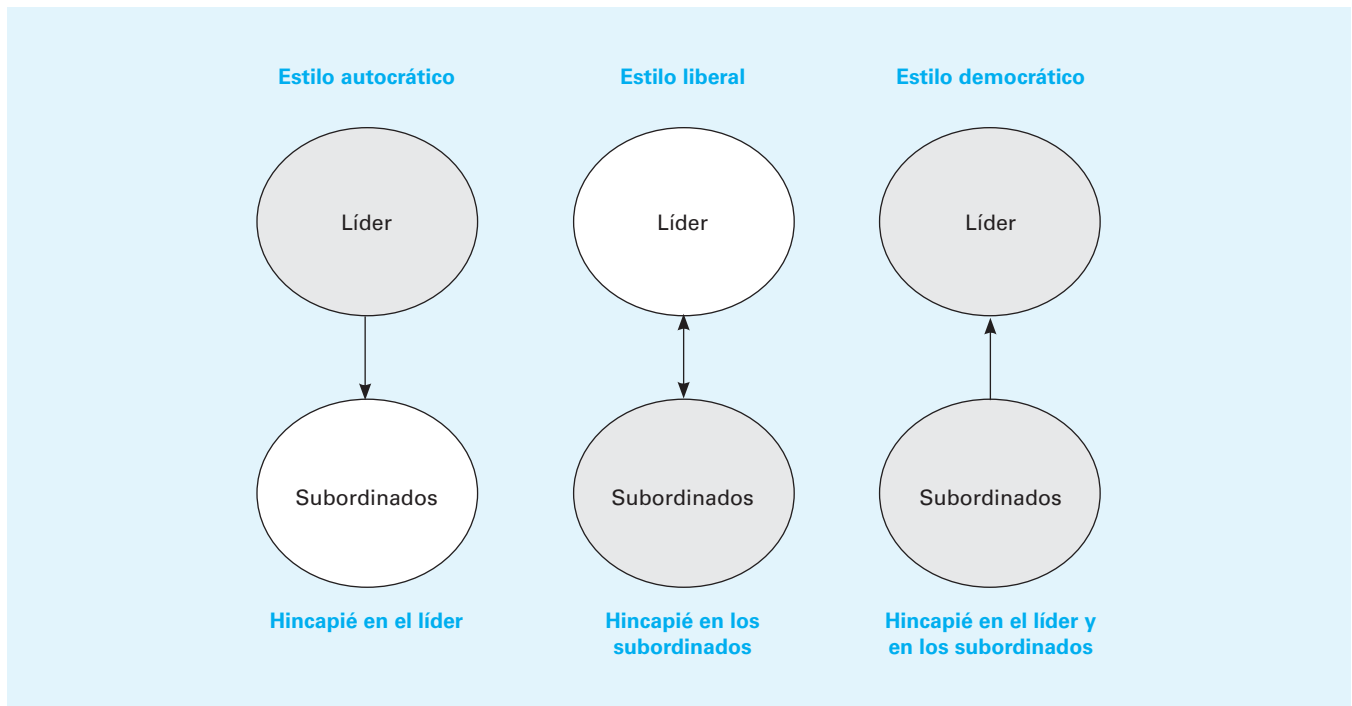 Estilo autocrático
Estilo liberal
Estilo democrático
Líder
Líder
Líder
Subordinados
Subordinados
Subordinados
Hincapié en el líder
Hincapié en los
subordinados
Hincapié en el líder y
en los subordinados